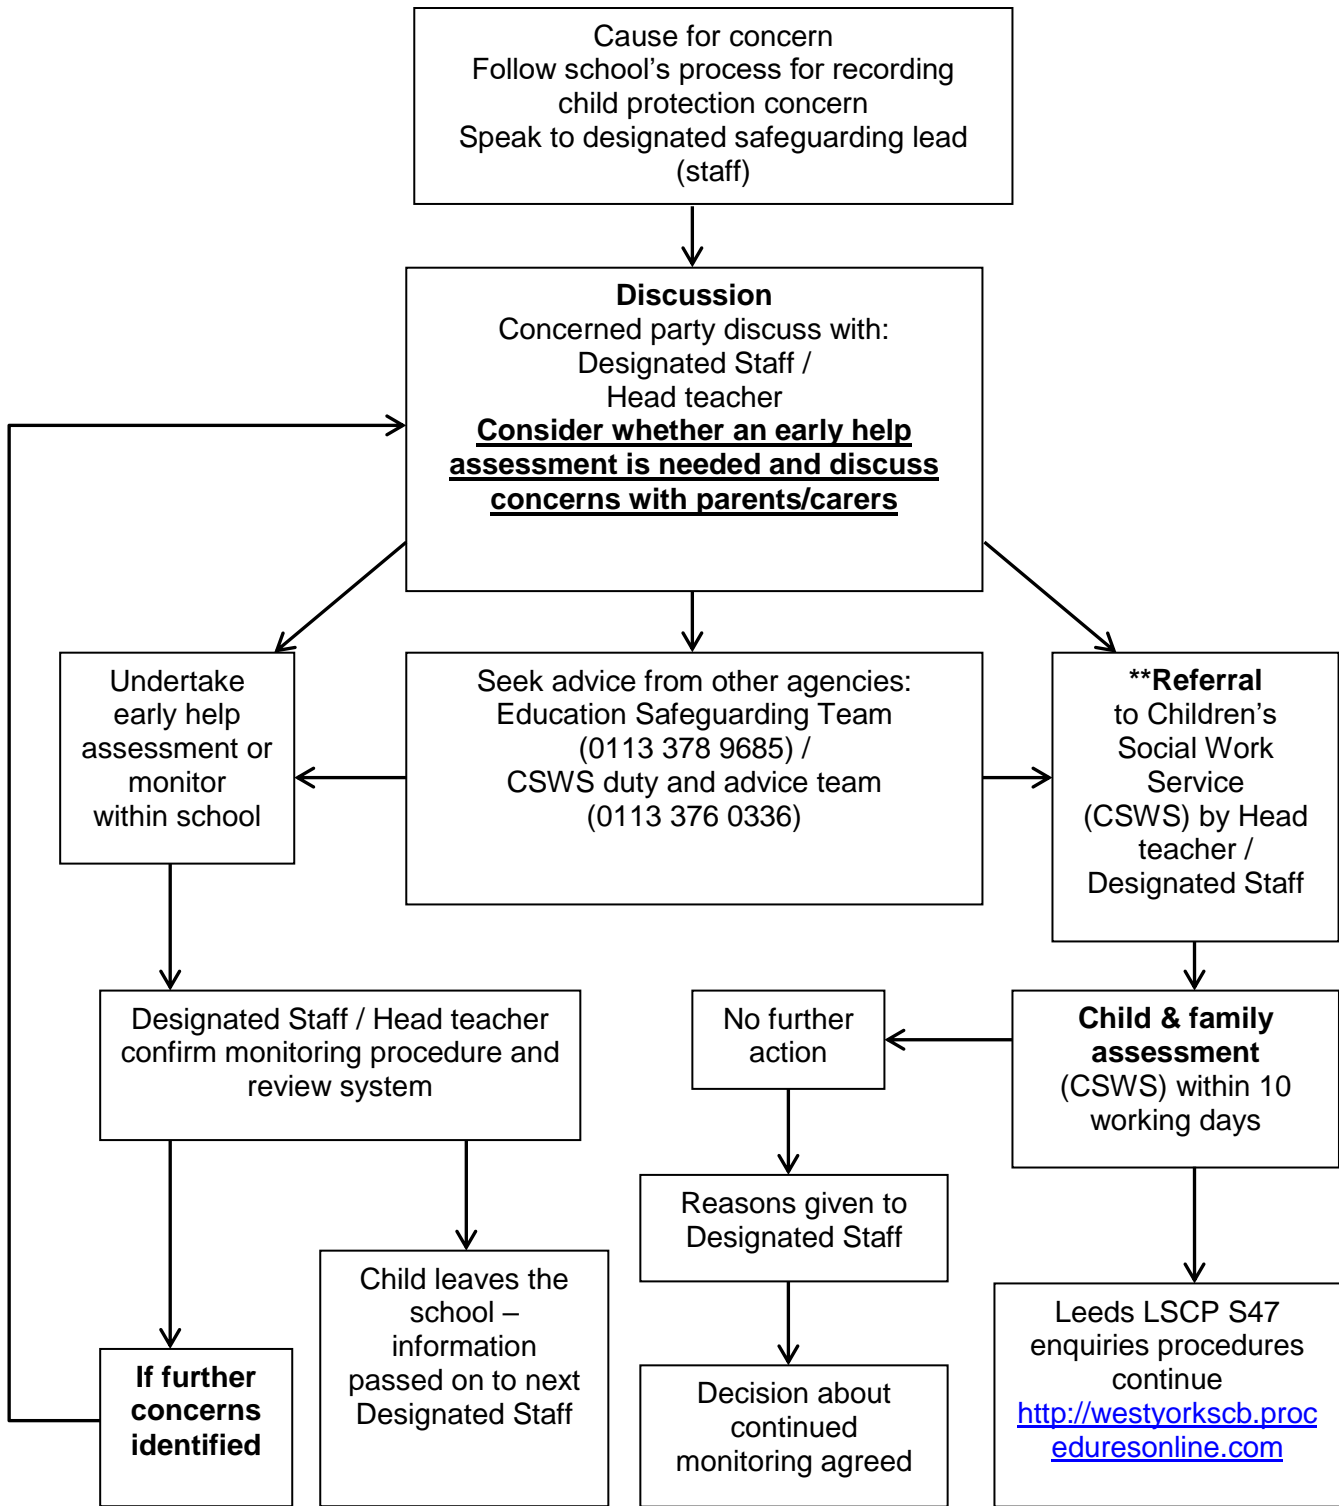 Cause for concern
Follow school’s process for recording
child protection concern
Speak to designated safeguarding lead
(staff)
Discussion
Concerned party discuss with:
Designated Staff /
Head teacher
Consider whether an early help
assessment is needed and discuss
concerns with parents/carers
Undertake
early help
assessment or
monitor
within school
Seek advice from other agencies:
Education Safeguarding Team
(0113 378 9685) /
CSWS duty and advice team
(0113 376 0336)
**Referral
to Children’s
Social Work
Service
(CSWS) by Head
teacher /
Designated Staff
Designated Staff / Head teacher
confirm monitoring procedure and
review system
No further
action
Child & family
assessment
(CSWS) within 10
working days
Reasons given to
Designated Staff
If further
concerns
identified
Child leaves the
school –
information
passed on to next
Designated Staff
Decision about
continued
monitoring agreed
Leeds LSCP S47
enquiries procedures
continue
http://westyorkscb.proc
eduresonline.com